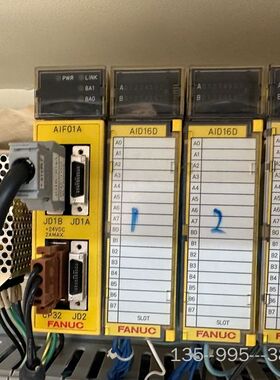 PWR LINK
BA1
BA0
AIF01A
JD1B JD1A
+24VDC
2AMAX.
CP32 JD2
FANUC
A
B
AID16D
A0
A1
A2
A3
A4
A5
A6
A7
B0
B1
B2
B3
B4
B5
B6
B7
1
SLOT
FANUC
A
B
AID16D
A0
A1
A2
A3
A4
A5
A6
A7
B0
B1
B2
B3
B4
B5
B6
B7
2
SLOT
FANUC